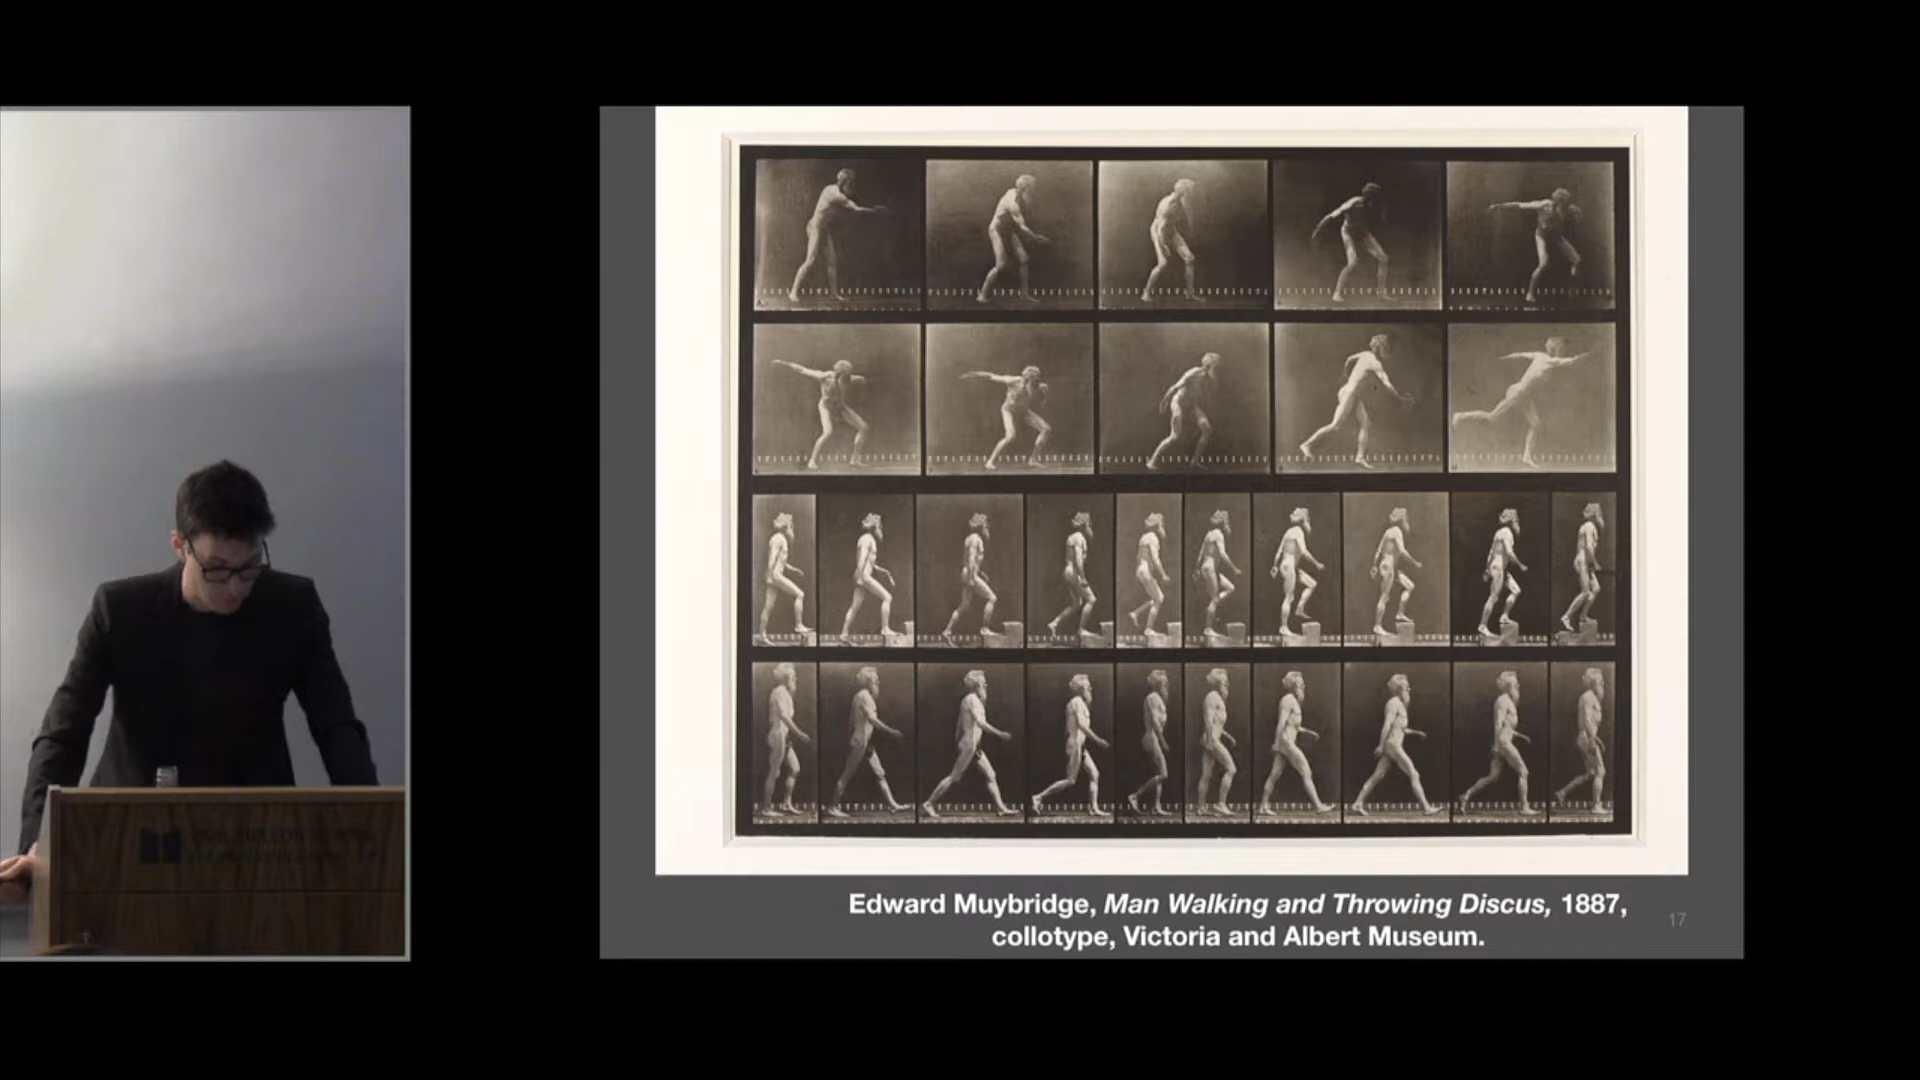 Edward Muybridge, Man Walking and Throwing Discus, 1887,
collotype, Victoria and Albert Museum.
17